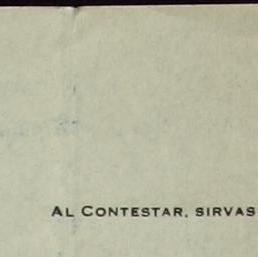 AL CONTESTAR, SIRVAS